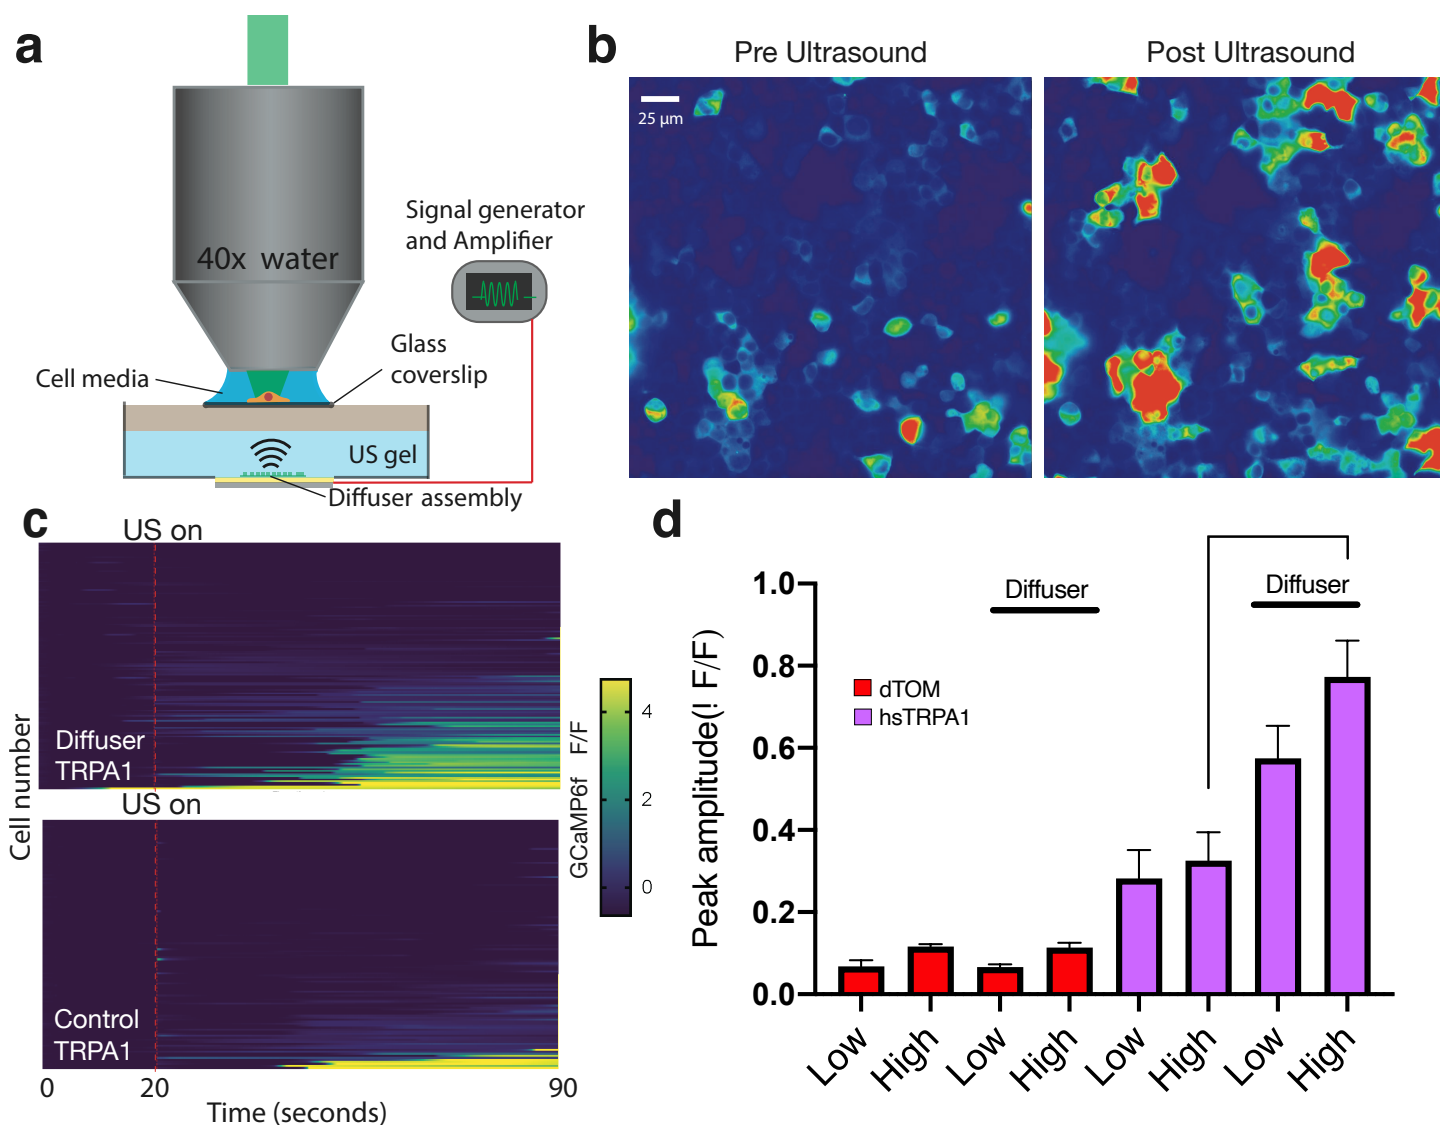 a
40x water
Signal generator
and Amplifier
Glass
coverslip
Cell media
US gel
Diffuser assembly
b
Pre Ultrasound
Post Ultrasound
25 µm
c
US on
Diffuser
TRPA1
US on
Control
TRPA1
Cell number
0
20
90
Time (seconds)
GCaMP6f F/F
4
2
0
d
Peak amplitude(! F/F)
1.0
0.8
0.6
0.4
0.2
0.0
Diffuser
Diffuser
dTOM
hsTRPA1
Low
High
Low
High
Low
High
Low
High